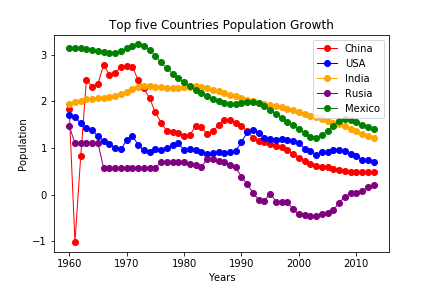 Top five Countries Population Growth
China
USA
India
Rusia
Mexico
Population
3
2
1
0
−1
1960
1970
1980
1990
2000
2010
Years